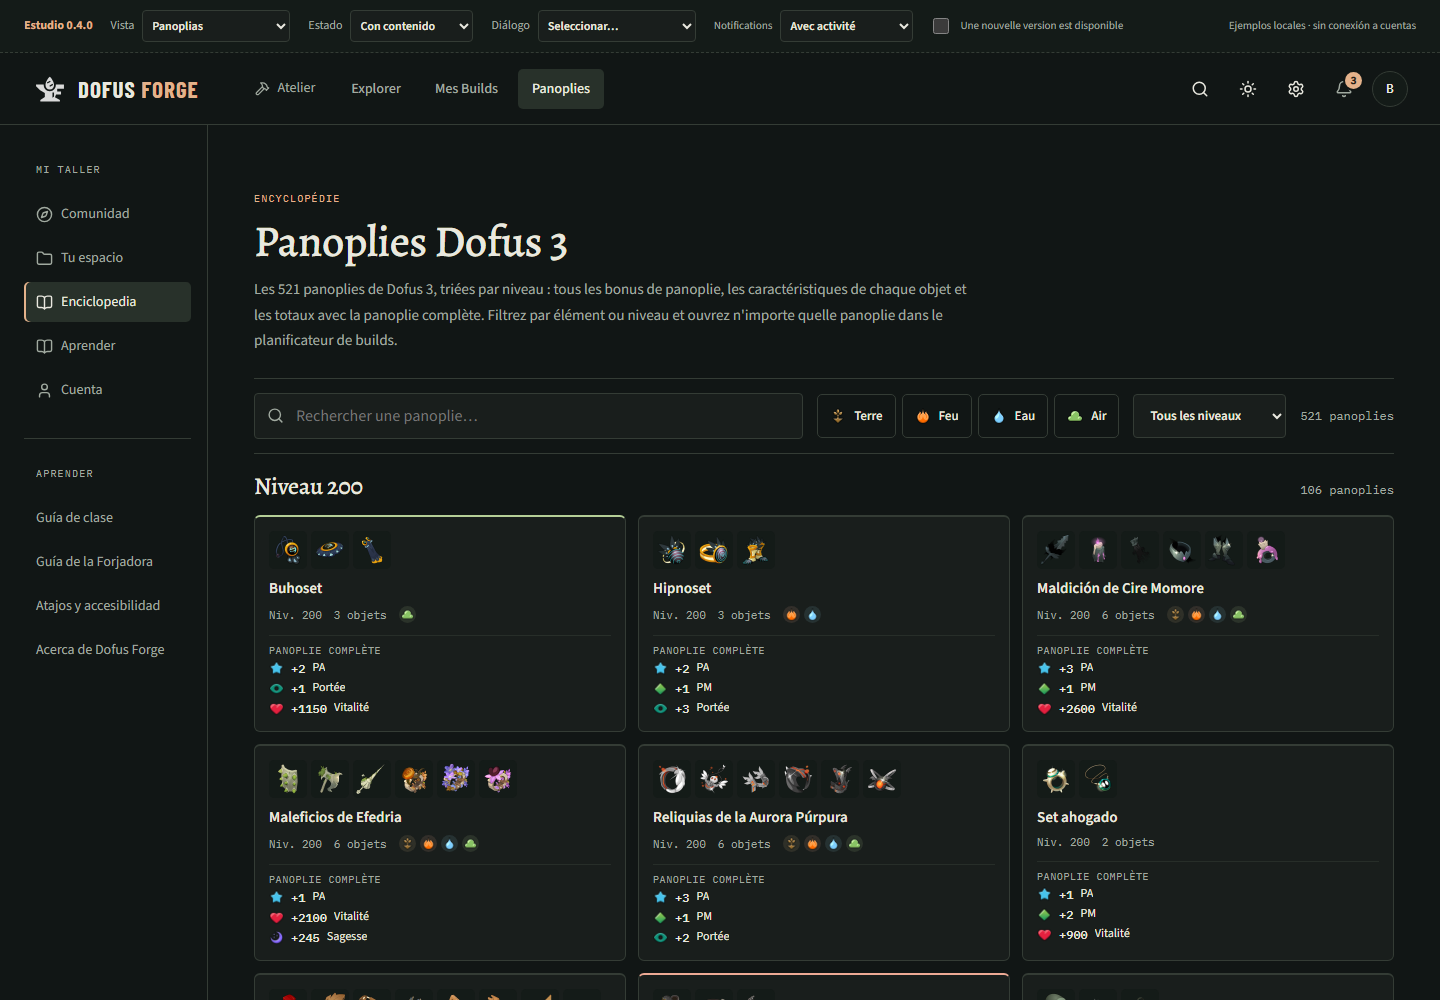 Estudio 0.4.0 Vista Panoplias Estado Con contenido Diálogo Seleccionar... Notifications Avec activité Une nouvelle version est disponible Ejemplos locales · sin conexión a cuentas
DOFUS FORGE Atelier Explorer Mes Builds Panoplies 3 B
MI TALLER
Comunidad
Tu espacio
Enciclopedia
Aprender
Cuenta
APRENDER
Guía de clase
Guía de la Forjadora
Atajos y accesibilidad
Acerca de Dofus Forge
ENCYCLOPÉDIE
Panoplies Dofus 3
Les 521 panoplies de Dofus 3, triées par niveau : tous les bonus de panoplie, les caractéristiques de chaque objet et
les totaux avec la panoplie complète. Filtrez par élément ou niveau et ouvrez n'importe quelle panoplie dans le
planificateur de builds.
Rechercher une panoplie... Terre Feu Eau Air Tous les niveaux 521 panoplies
Niveau 200 106 panoplies
Buhoset
Niv. 200 3 objets
PANOPLIE COMPLÈTE
+2 PA
+1 Portée
+1150 Vitalité
Hipnoset
Niv. 200 3 objets
PANOPLIE COMPLÈTE
+2 PA
+1 PM
+3 Portée
Maldición de Cire Momore
Niv. 200 6 objets
PANOPLIE COMPLÈTE
+3 PA
+1 PM
+2600 Vitalité
Maleficios de Efedria
Niv. 200 6 objets
PANOPLIE COMPLÈTE
+1 PA
+2100 Vitalité
+245 Sagesse
Reliquias de la Aurora Púrpura
Niv. 200 6 objets
PANOPLIE COMPLÈTE
+3 PA
+1 PM
+2 Portée
Set ahogado
Niv. 200 2 objets
PANOPLIE COMPLÈTE
+1 PA
+2 PM
+900 Vitalité